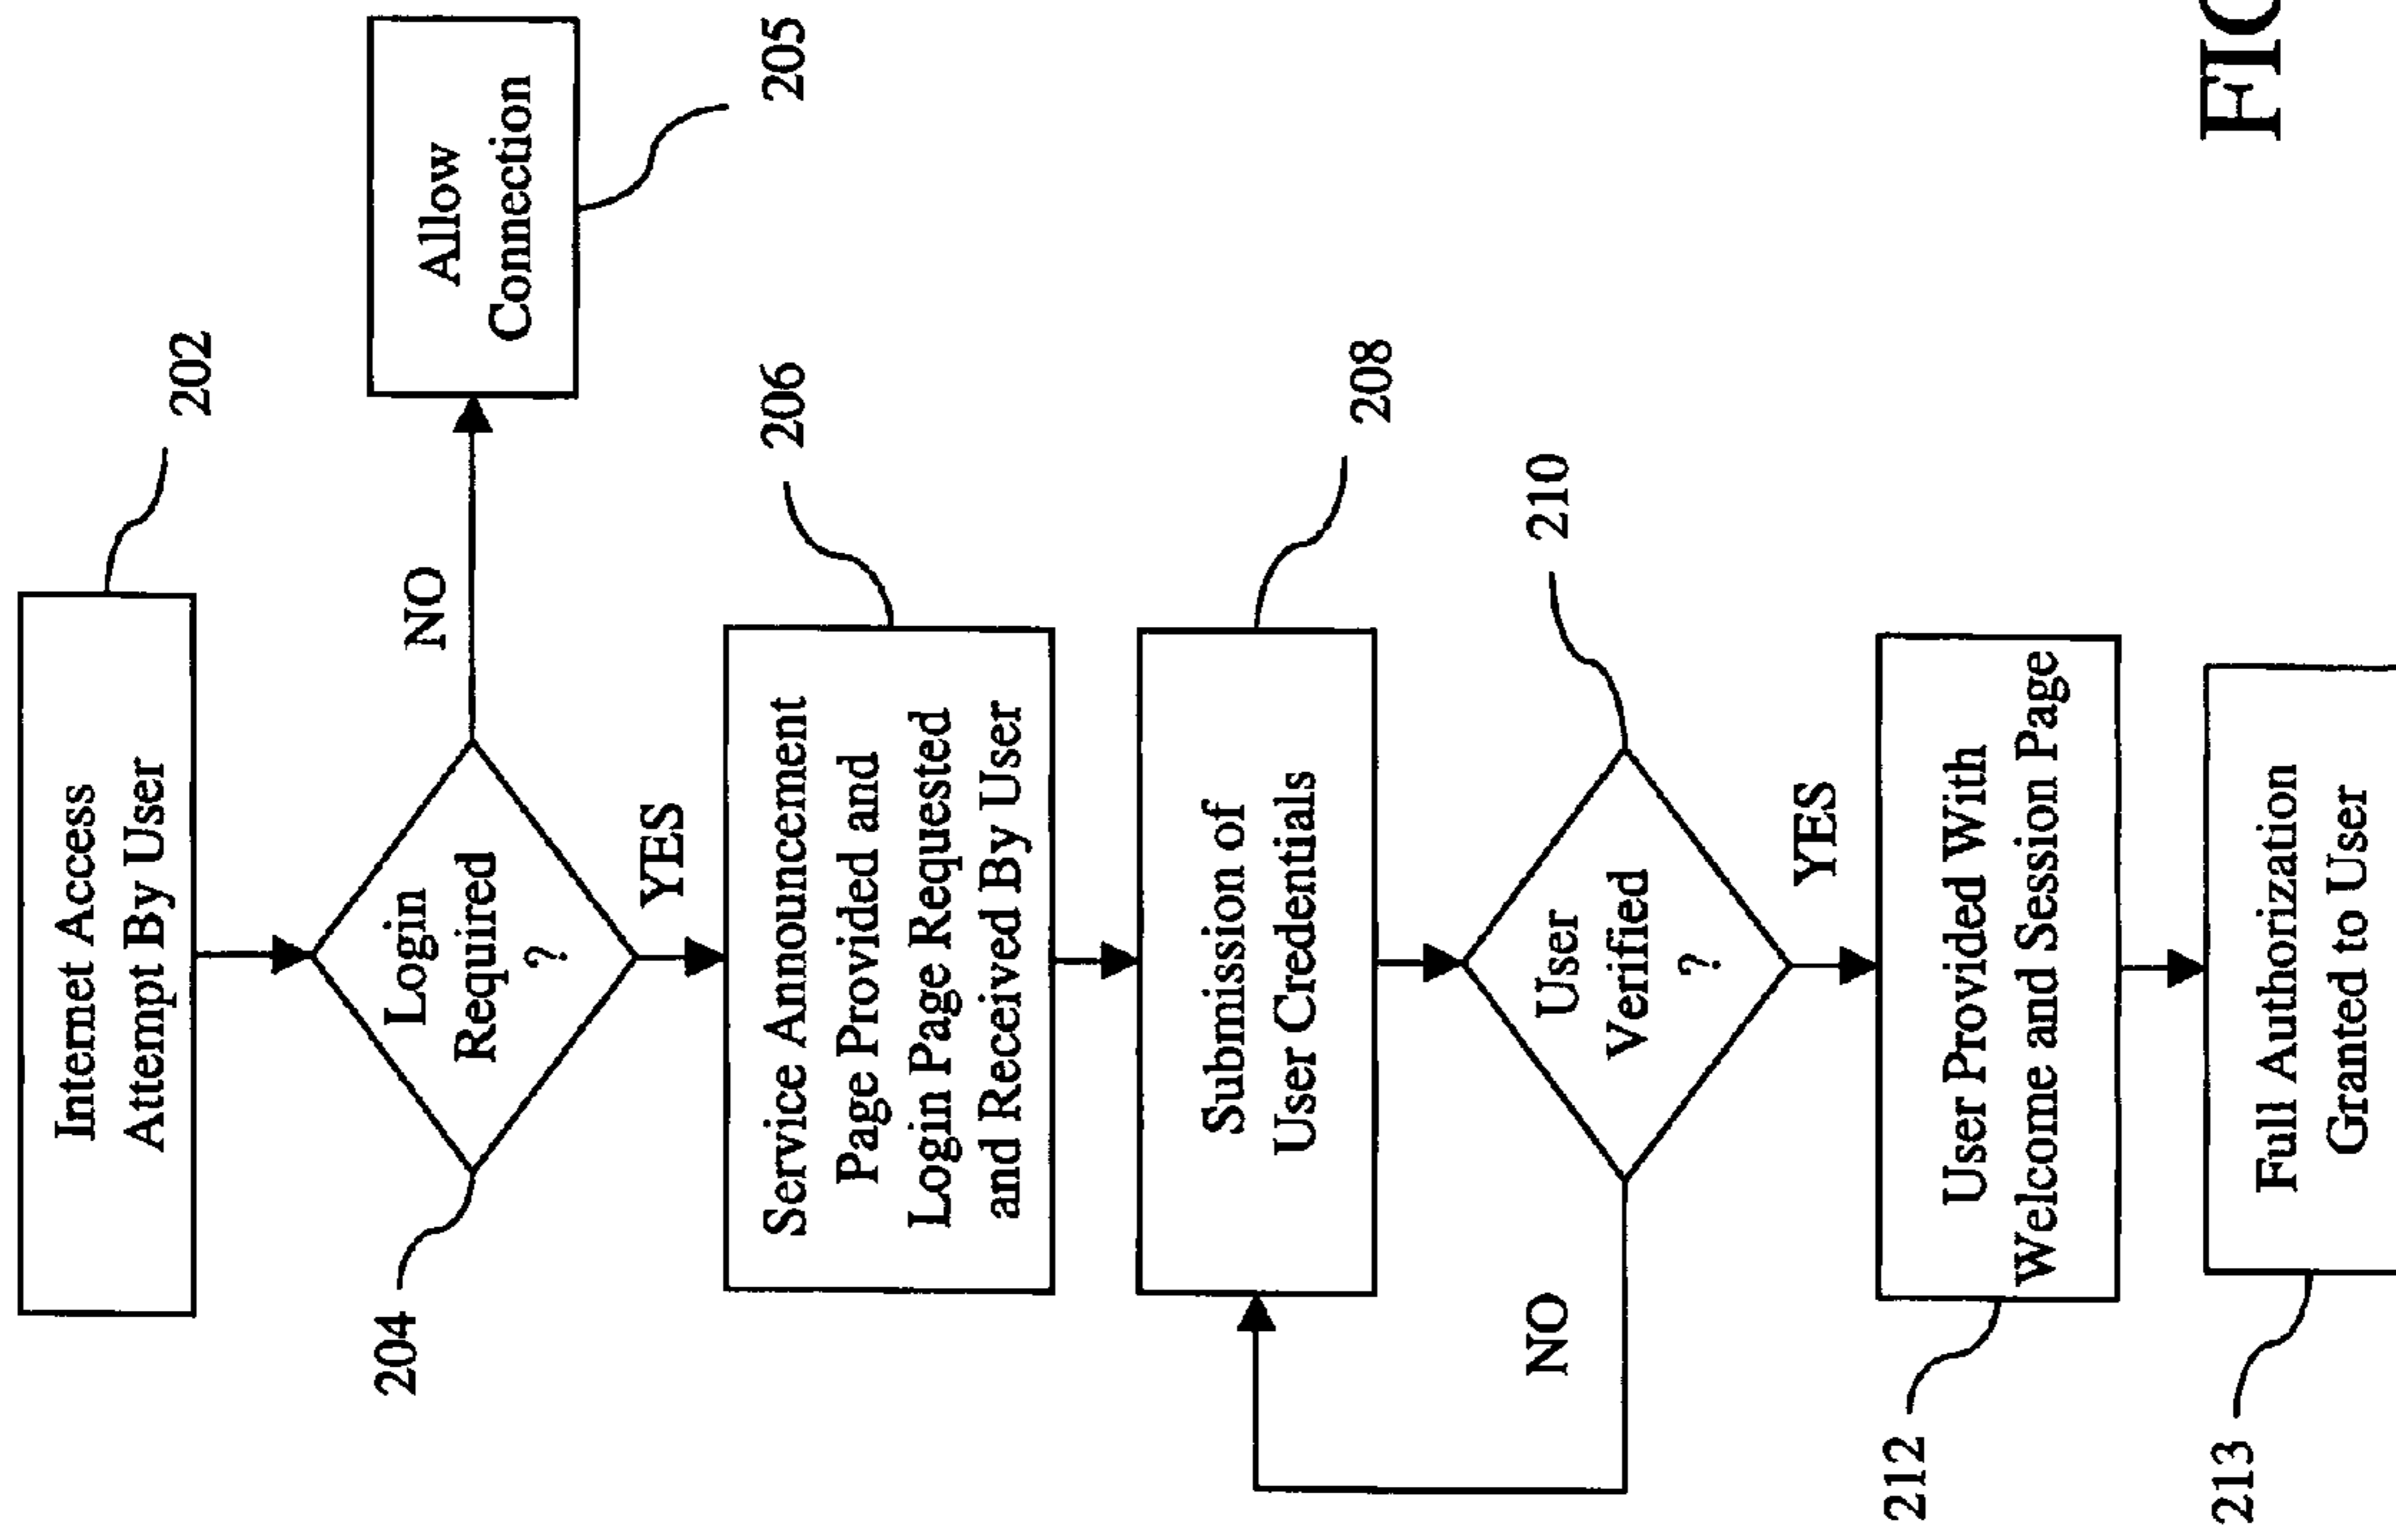 Internet Access
Attempt By User
202
Login
Required
?
204
NO
Allow
Connection
205
YES
Service Announcement
Page Provided and
Login Page Requested
and Received By User
206
Submission of
User Credentials
208
User
Verified
?
210
NO
YES
User Provided With
Welcome and Session Page
212
Full Authorization
Granted to User
213